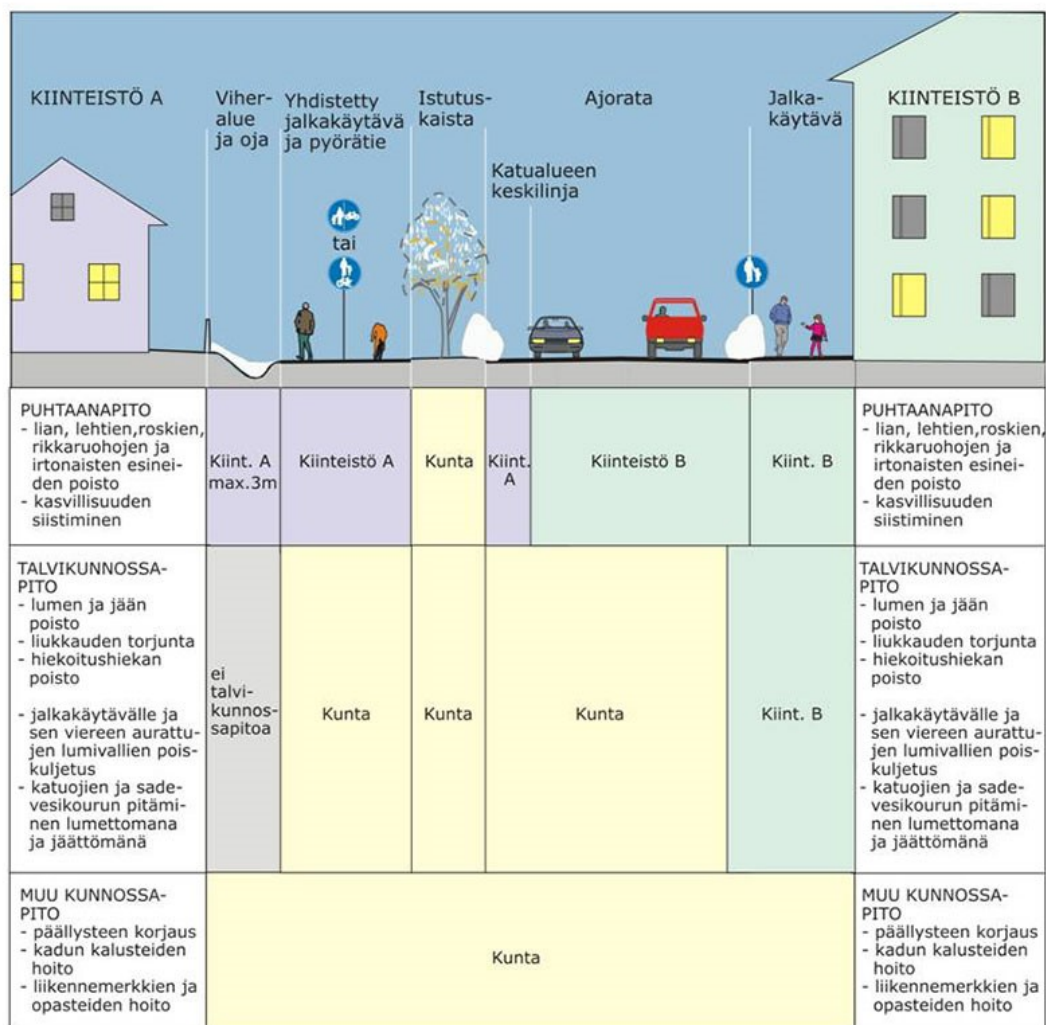 KIINTEISTÖ A
Viher-
alue
ja oja
Yhdistetty
jalkakäytävä
ja pyörätie
Istutus-
kaista
Ajorata
Jalka-
käytävä
KIINTEISTÖ B
Katualueen
keskilinja
tai
PUHTAANAPITO
- lian, lehtien,roskien,
rikkaruohojen ja
irtonaisten esinei-
den poisto
- kasvillisuuden
siistiminen
Kiint. A
max.3m
Kiinteistö A
Kunta
Kiint.
A
Kiinteistö B
Kiint. B
PUHTAANAPITO
- lian, lehtien,roskien,
rikkaruohojen ja
irtonaisten esinei-
den poisto
- kasvillisuuden
siistiminen
TALVIKUNNOSSA-
PITO
- lumen ja jään
poisto
- liukkauden torjunta
- hiekoitushiekan
poisto
- jalkakäytävälle ja
sen viereen aurattu-
jen lumivallien pois-
kuljetus
- katuojien ja sade-
vesikourun pitämi-
nen lumettomana
ja jäättömänä
ei
talvi-
kunnos-
sapitoa
Kunta
Kunta
Kunta
Kiint. B
TALVIKUNNOSSA-
PITO
- lumen ja jään
poisto
- liukkauden torjunta
- hiekoitushiekan
poisto
- jalkakäytävälle ja
sen viereen aurattu-
jen lumivallien pois-
kuljetus
- katuojien ja sade-
vesikourun pitämi-
nen lumettomana
ja jäättömänä
MUU KUNNOSSA-
PITO
- päällysteen korjaus
- kadun kalusteiden
hoito
- liikennemerkkien ja
opasteiden hoito
Kunta
MUU KUNNOSSA-
PITO
- päällysteen korjaus
- kadun kalusteiden
hoito
- liikennemerkkien ja
opasteiden hoito